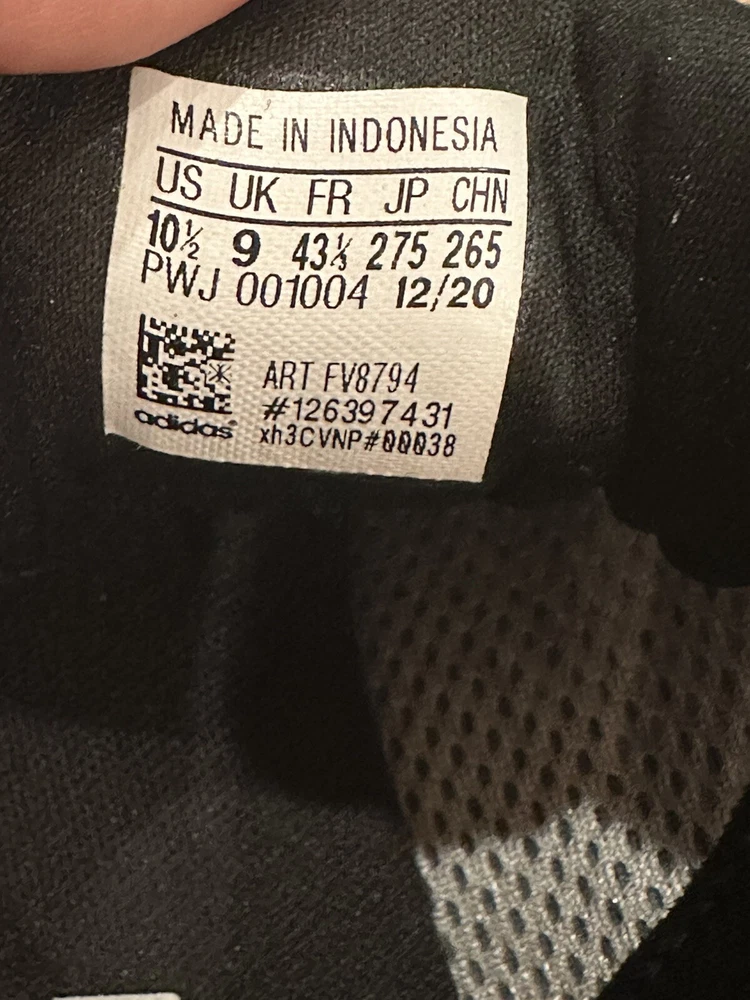 MADE IN INDONESIA
US UK FR JP CHN
10½ 9 43⅓ 275 265
PWJ 001004 12/20
ART FV8794
#126397431
adidas xh3CVNP#00038